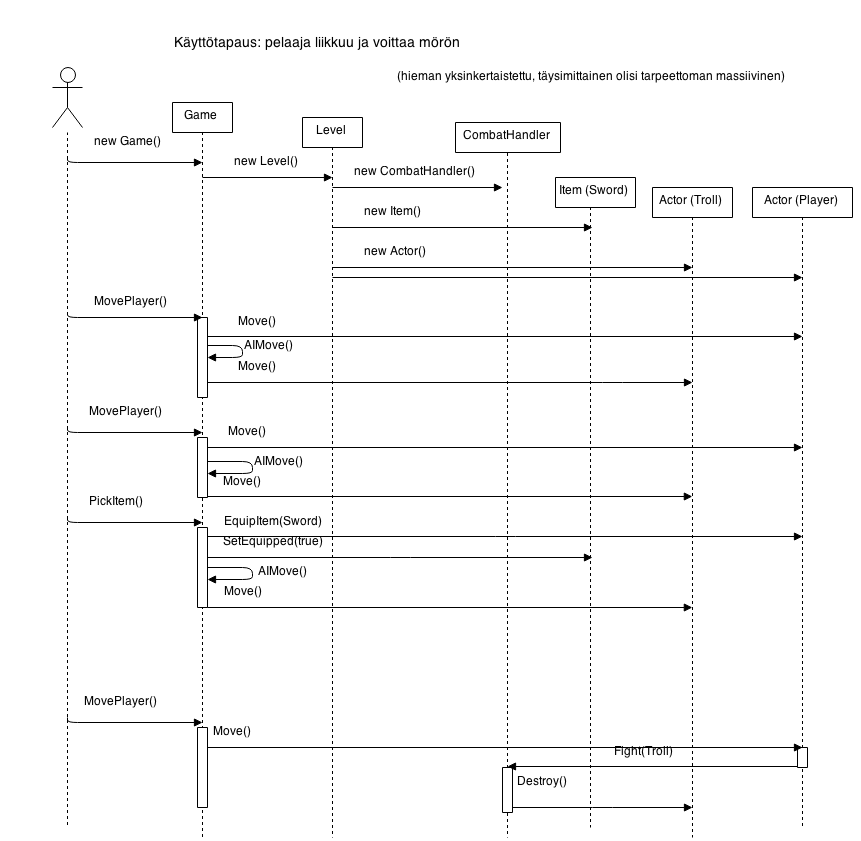 Käyttötapaus: pelaaja liikkuu ja voittaa mörön
(hieman yksinkertaistettu, täysimittainen olisi tarpeettoman massiivinen)
Game
Level
CombatHandler
new Game()
new Level()
new CombatHandler()
Item (Sword)
Actor (Troll)
Actor (Player)
new Item()
new Actor()
MovePlayer()
Move()
AIMove()
Move()
MovePlayer()
Move()
AIMove()
Move()
PickItem()
EquipItem(Sword)
SetEquipped(true)
AIMove()
Move()
MovePlayer()
Move()
Fight(Troll)
Destroy()